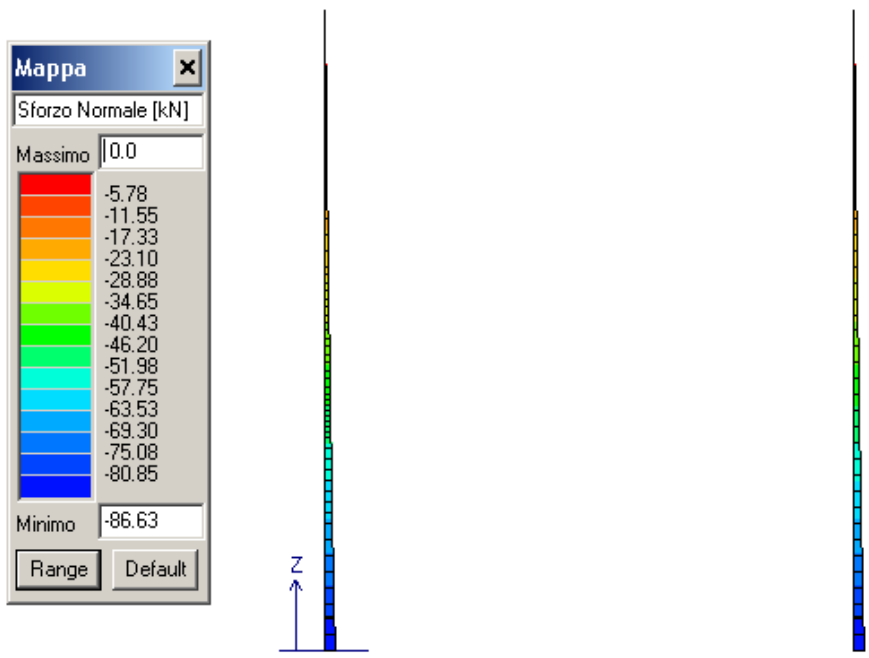 Mappa
Sforzo Normale [kN]
Massimo 0.0
-5.78
-11.55
-17.33
-23.10
-28.88
-34.65
-40.43
-46.20
-51.98
-57.75
-63.53
-69.30
-75.08
-80.85
Minimo -86.63
Range Default
Z